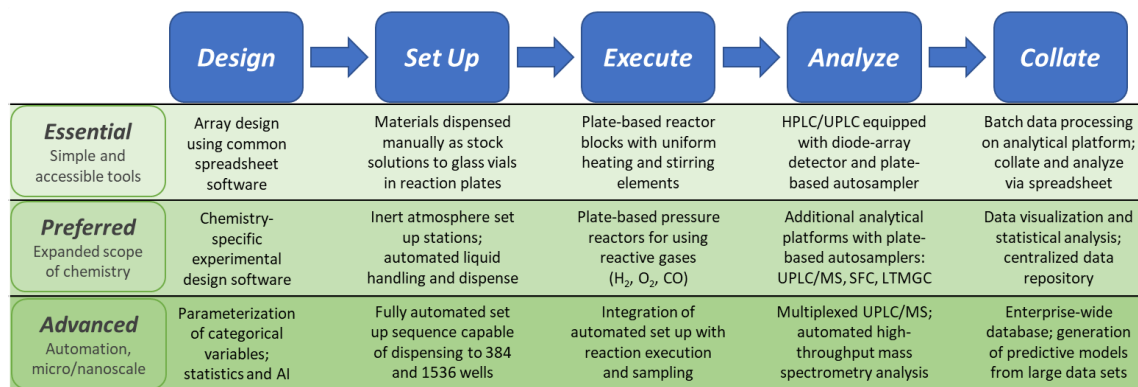 Design
Set Up
Execute
Analyze
Collate
Essential
Simple and
accessible tools
Array design
using common
spreadsheet
software
Materials dispensed
manually as stock
solutions to glass vials
in reaction plates
Plate-based reactor
blocks with uniform
heating and stirring
elements
HPLC/UPLC equipped
with diode-array
detector and plate-
based autosampler
Batch data processing
on analytical platform;
collate and analyze
via spreadsheet
Preferred
Expanded scope
of chemistry
Chemistry-
specific
experimental
design software
Inert atmosphere set
up stations;
automated liquid
handling and dispense
Plate-based pressure
reactors for using
reactive gases
(H₂, O₂, CO)
Additional analytical
platforms with plate-
based autosamplers:
UPLC/MS, SFC, LTMGC
Data visualization and
statistical analysis;
centralized data
repository
Advanced
Automation,
micro/nanoscale
Parameterization
of categorical
variables;
statistics and AI
Fully automated set
up sequence capable
of dispensing to 384
and 1536 wells
Integration of
automated set up with
reaction execution
and sampling
Multiplexed UPLC/MS;
automated high-
throughput mass
spectrometry analysis
Enterprise-wide
database; generation
of predictive models
from large data sets